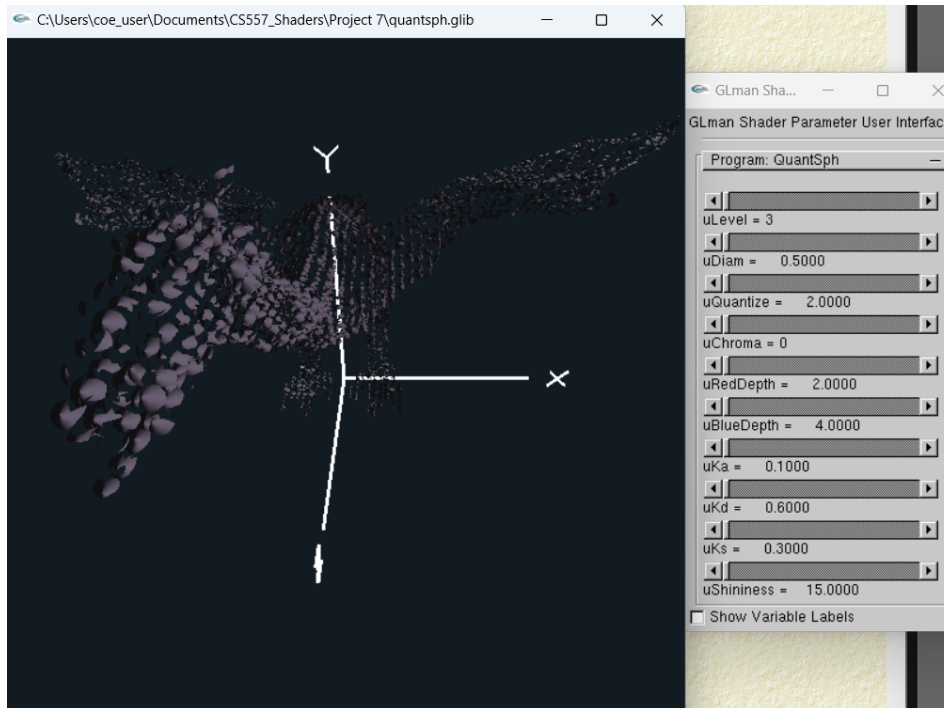 C:\Users\coe_user\Documents\CS557_Shaders\Project 7\quantsph.glib
Y
X
GLman Sha...
GLman Shader Parameter User Interfac
Program: QuantSph
uLevel = 3
uDiam = 0.5000
uQuantize = 2.0000
uChroma = 0
uRedDepth = 2.0000
uBlueDepth = 4.0000
uKa = 0.1000
uKd = 0.6000
uKs = 0.3000
uShininess = 15.0000
Show Variable Labels